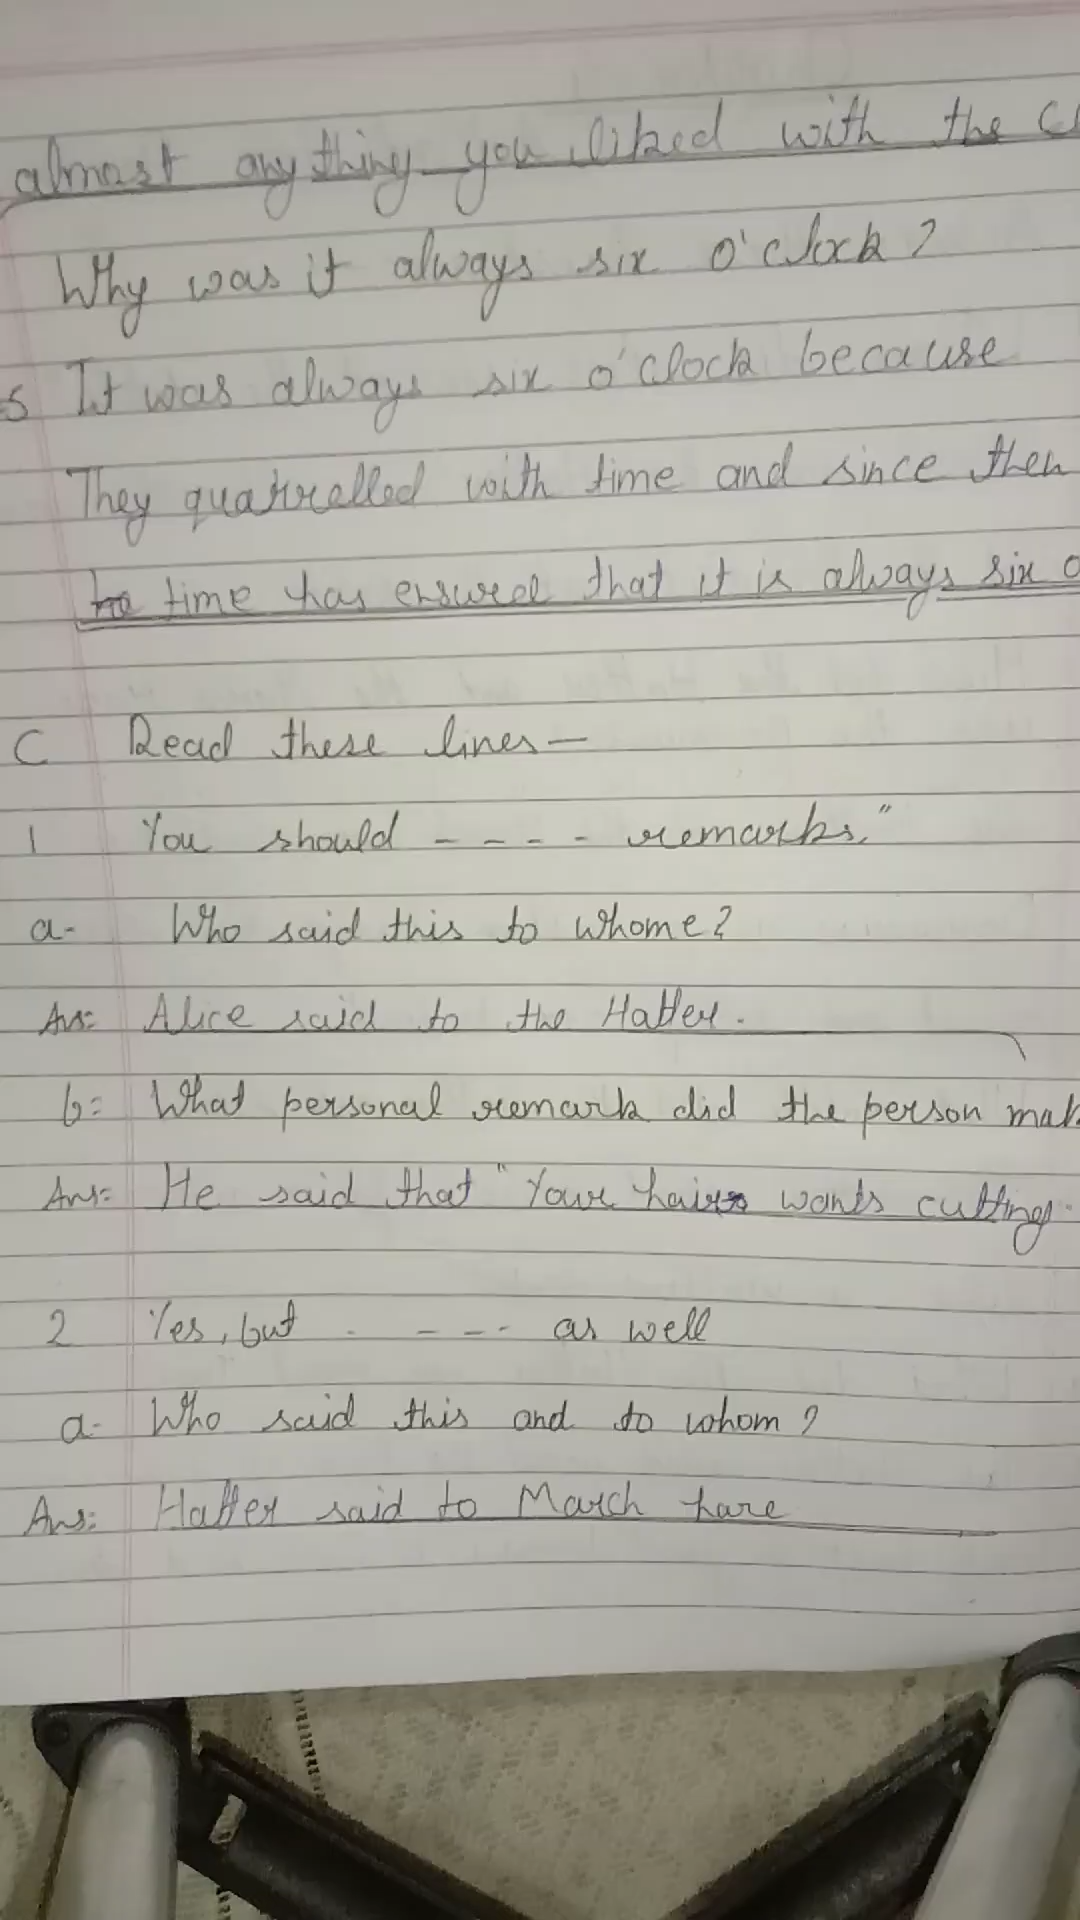 almost anything you liked with the
Why was it always six o'clock?
s It was always six o'clock because
They quarrelled with time and since then
time has ensured that it is always six o
C Read these lines—
1 You should - - - - remarks."
a- Who said this to whome?
Ans: Alice said to the Hatter.
b= What personal remark did the person mak
Ans:= He said that "Your hair wants cutting.
2 Yes, but - - - - as well
a- Who said this and to whom?
Ans: Hatter said to March hare